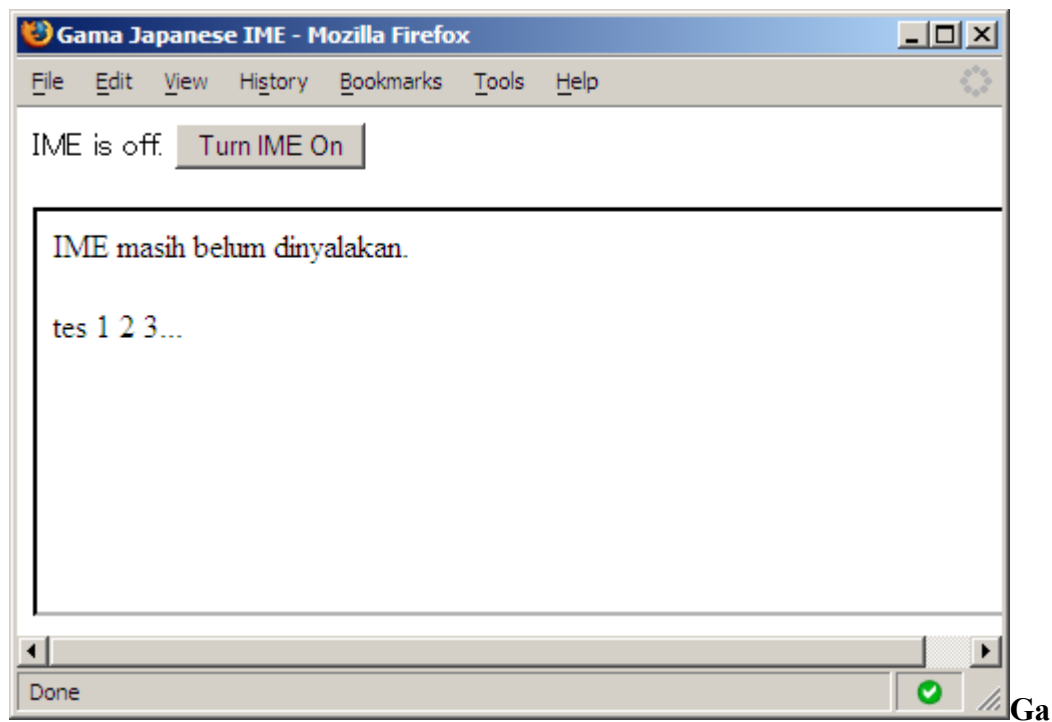 Gama Japanese IME - Mozilla Firefox
File Edit View History Bookmarks Tools Help
IME is off. Turn IME On
IME masih belum dinyalakan.
tes 1 2 3...
Done
Ga